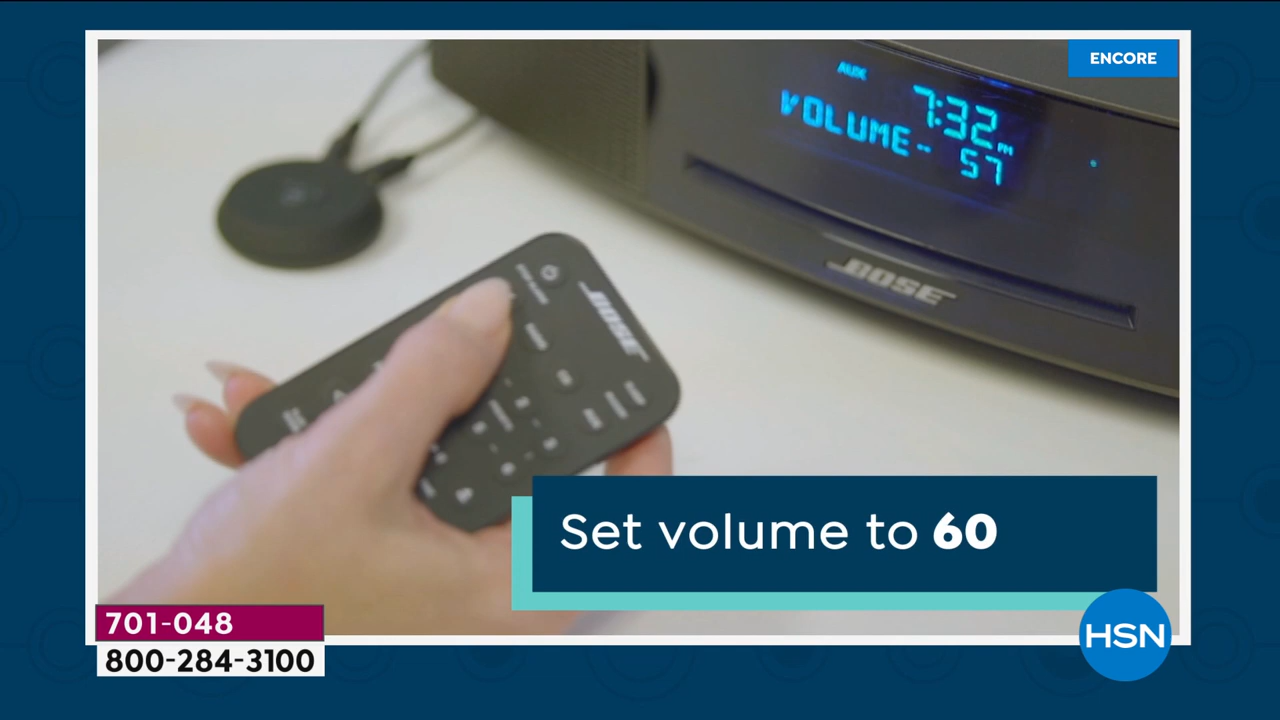 ENCORE
AUX
7:32 PM
VOLUME- 57
BOSE
BOSE
Set volume to 60
701-048
800-284-3100
HSN